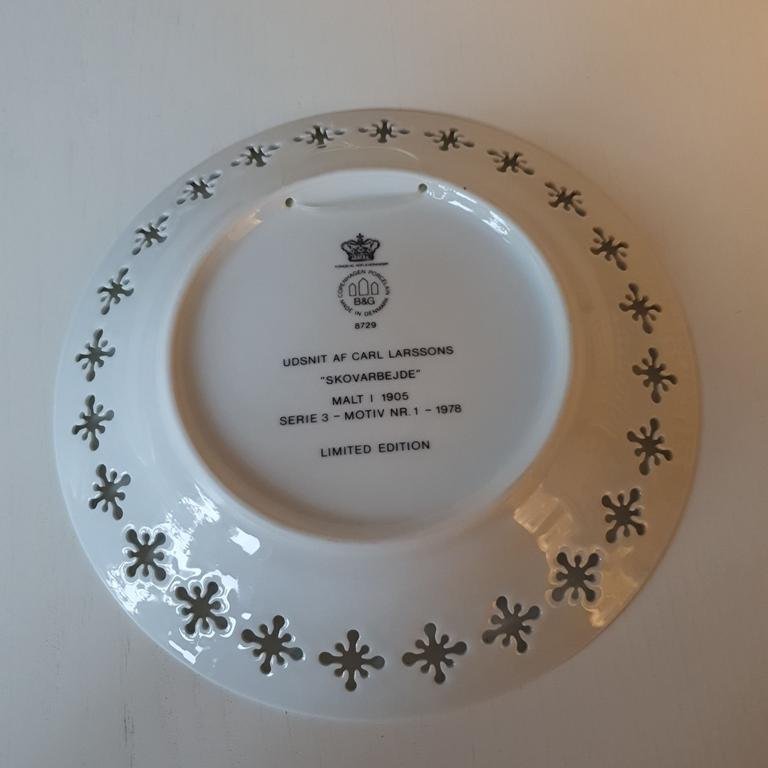 COPENHAGEN PORCELAIN
B&G
MADE IN DENMARK
8729
UDSNIT AF CARL LARSSONS
"SKOVARBEJDE"
MALT I 1905
SERIE 3 - MOTIV NR. 1 - 1978
LIMITED EDITION